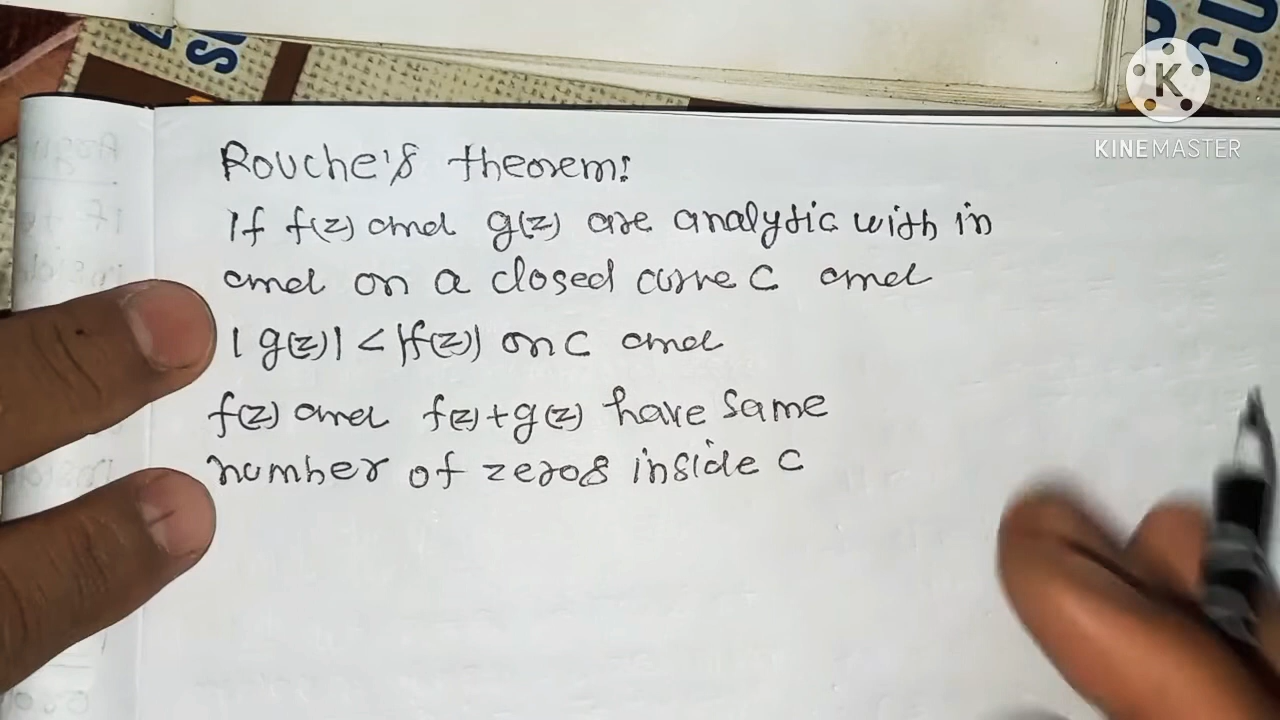 KINEMASTER
K
CU
Rouche's theorem:
If f(z) and g(z) are analytic with in
and on a closed curve C and
|g(z)| < |f(z)| on C and
f(z) and f(z)+g(z) have same
number of zeros inside C